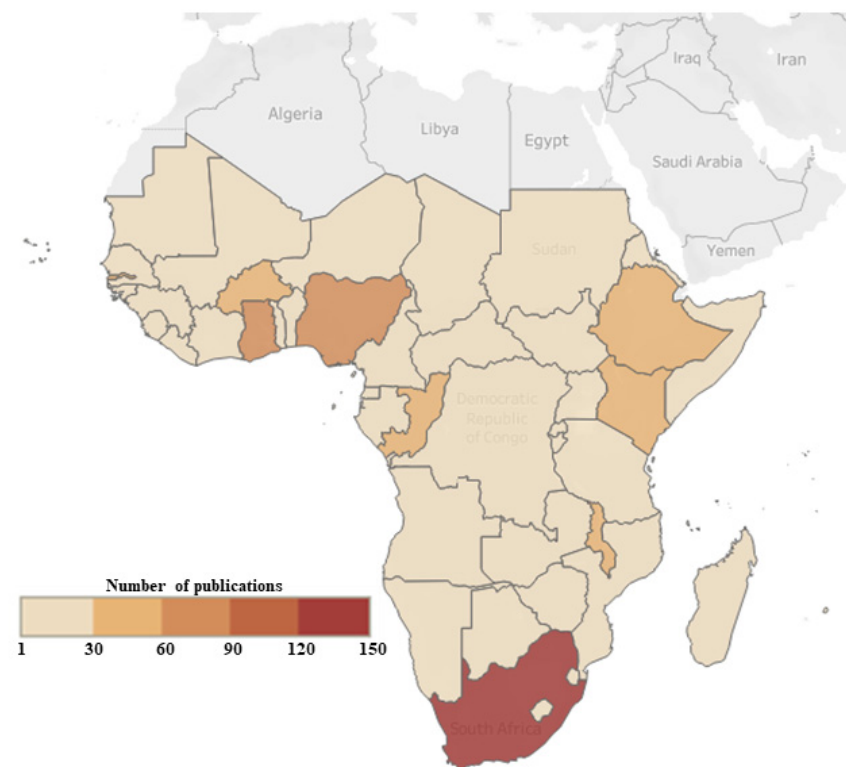 Iraq
Iran
Algeria
Libya
Egypt
Saudi Arabia
Yemen
Sudan
Democratic
Republic
of Congo
Number of publications
1 30 60 90 120 150
South Africa